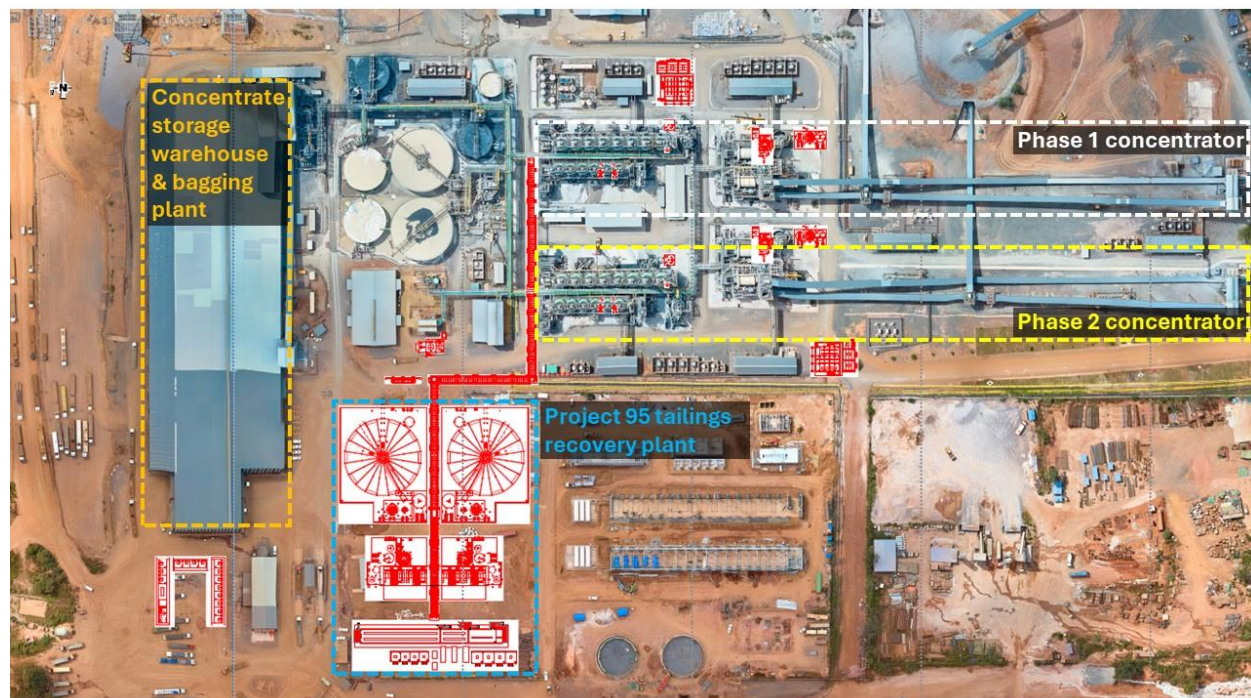 N
Concentrate
storage
warehouse
& bagging
plant
Phase 1 concentrator
Phase 2 concentrator
Project 95 tailings
recovery plant